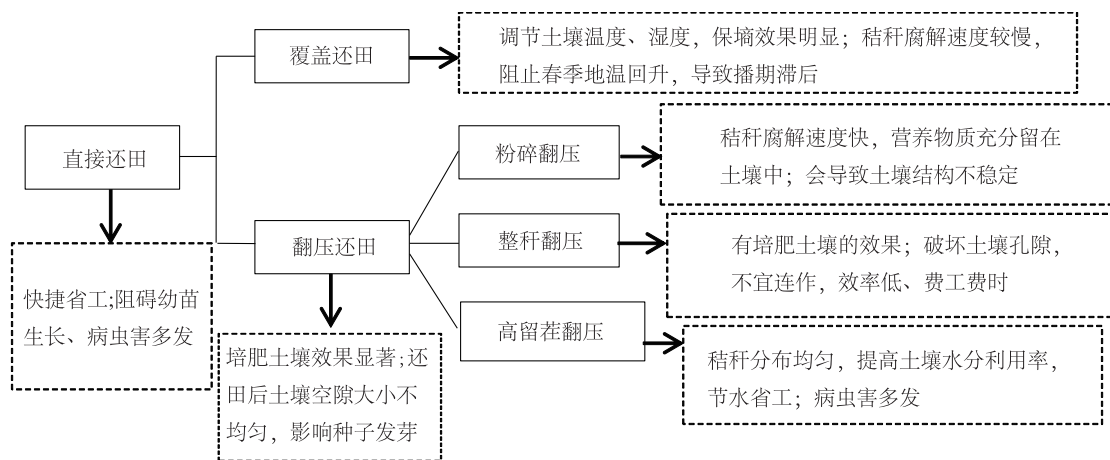 覆盖还田
调节土壤温度、湿度，保墒效果明显；秸秆腐解速度较慢，
阻止春季地温回升，导致播期滞后
直接还田
粉碎翻压
秸秆腐解速度快，营养物质充分留在
土壤中；会导致土壤结构不稳定
翻压还田
整秆翻压
有培肥土壤的效果；破坏土壤孔隙，
不宜连作，效率低、费工费时
快捷省工;阻碍幼苗
生长、病虫害多发
高留茬翻压
培肥土壤效果显著;还
田后土壤空隙大小不
均匀，影响种子发芽
秸秆分布均匀，提高土壤水分利用率，
节水省工；病虫害多发